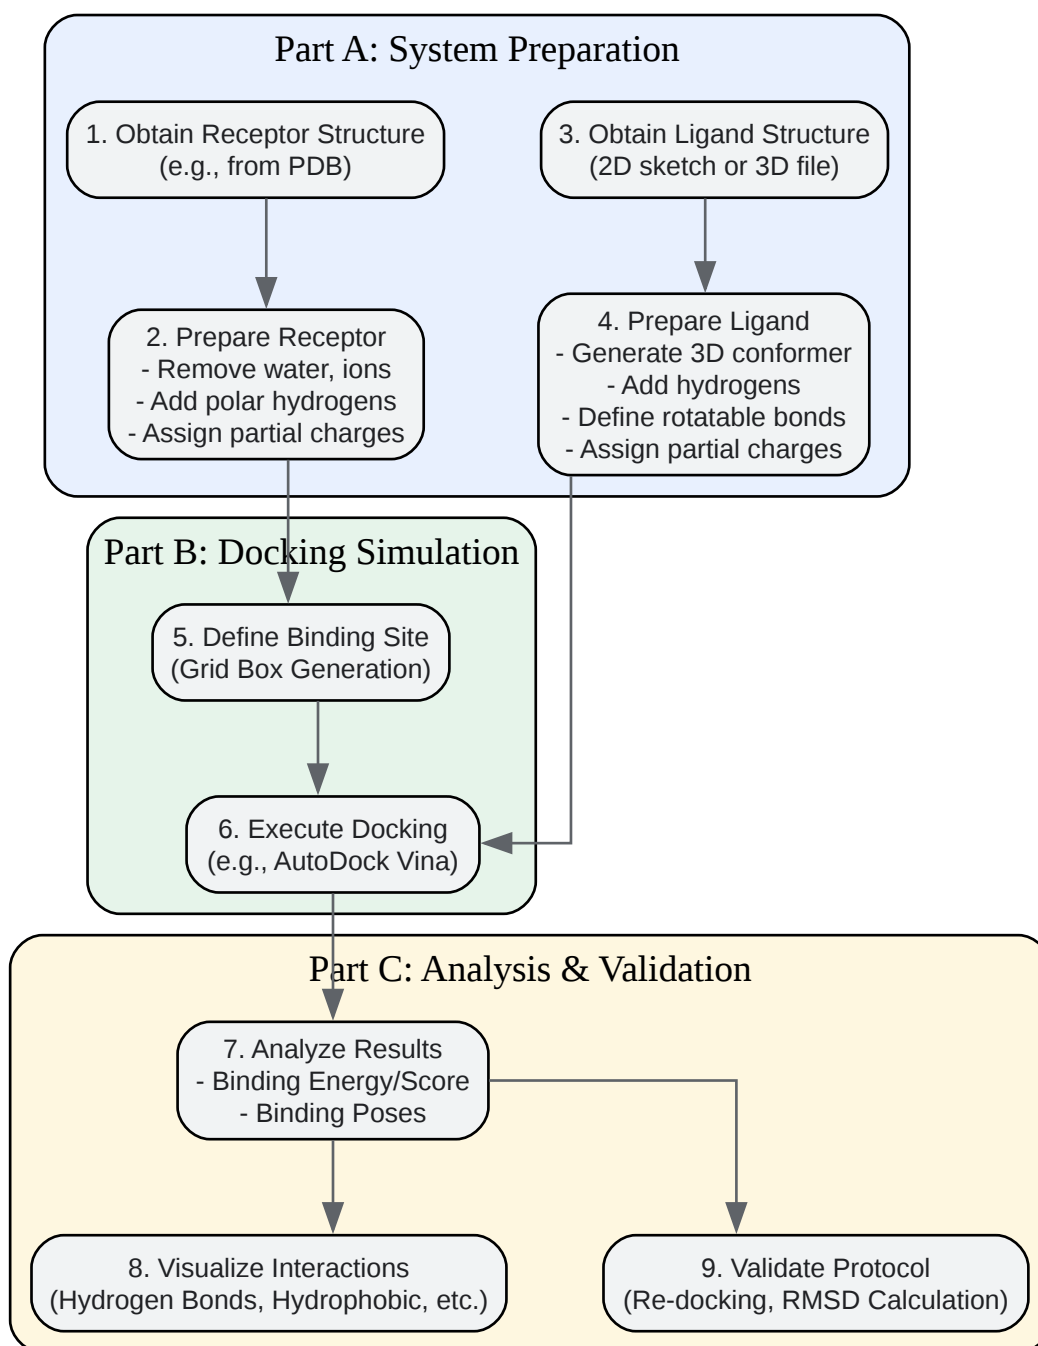 Part A: System Preparation
1. Obtain Receptor Structure
(e.g., from PDB)
3. Obtain Ligand Structure
(2D sketch or 3D file)
2. Prepare Receptor
- Remove water, ions
- Add polar hydrogens
- Assign partial charges
4. Prepare Ligand
- Generate 3D conformer
- Add hydrogens
- Define rotatable bonds
- Assign partial charges
Part B: Docking Simulation
5. Define Binding Site
(Grid Box Generation)
6. Execute Docking
(e.g., AutoDock Vina)
Part C: Analysis & Validation
7. Analyze Results
- Binding Energy/Score
- Binding Poses
8. Visualize Interactions
(Hydrogen Bonds, Hydrophobic, etc.)
9. Validate Protocol
(Re-docking, RMSD Calculation)